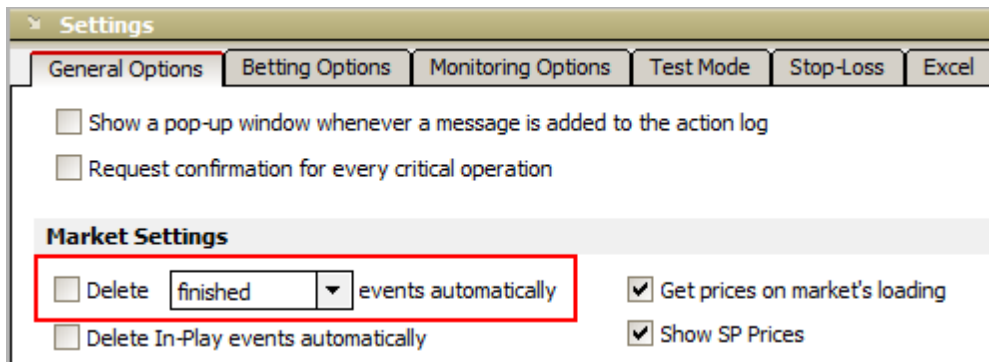 Settings
General Options Betting Options Monitoring Options Test Mode Stop-Loss Excel
Show a pop-up window whenever a message is added to the action log
Request confirmation for every critical operation
Market Settings
Delete finished events automatically Get prices on market's loading
Delete In-Play events automatically Show SP Prices